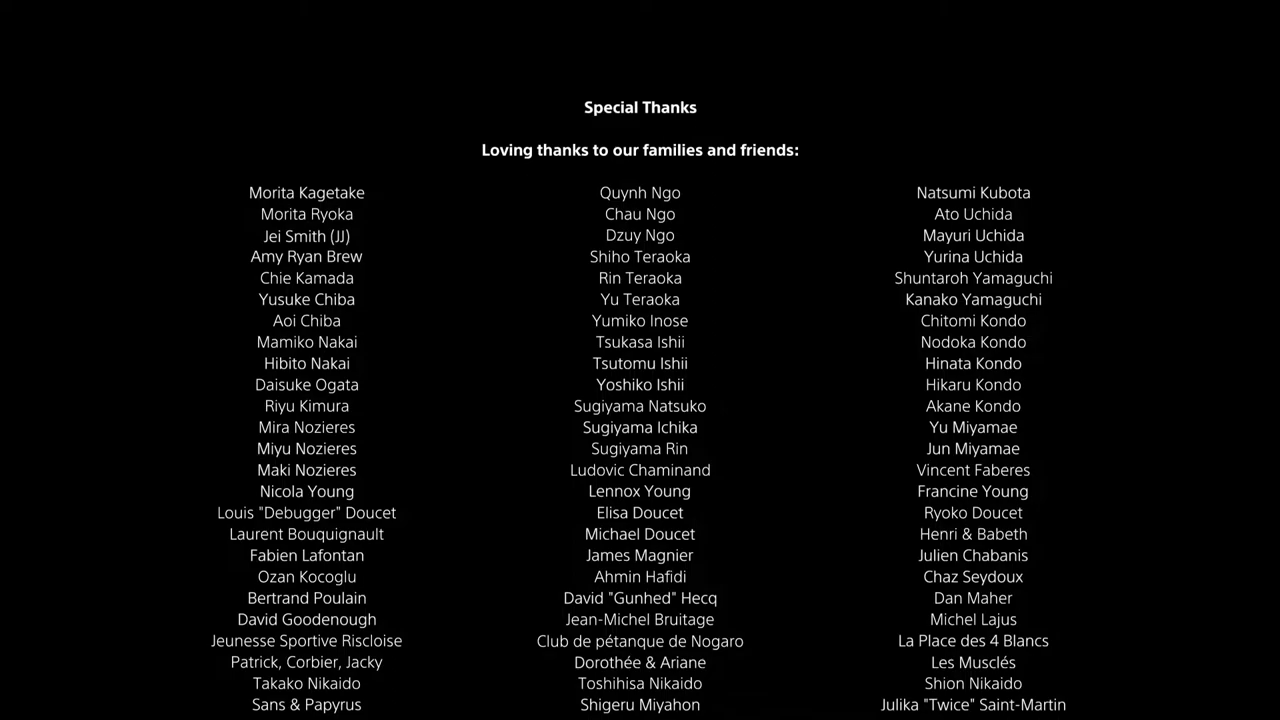 Special Thanks
Loving thanks to our families and friends:
Morita Kagetake Quynh Ngo Natsumi Kubota
Morita Ryoka Chau Ngo Ato Uchida
Jei Smith (JJ) Dzuy Ngo Mayuri Uchida
Amy Ryan Brew Shiho Teraoka Yurina Uchida
Chie Kamada Rin Teraoka Shuntaroh Yamaguchi
Yusuke Chiba Yu Teraoka Kanako Yamaguchi
Aoi Chiba Yumiko Inose Chitomi Kondo
Mamiko Nakai Tsukasa Ishii Nodoka Kondo
Hibito Nakai Tsutomu Ishii Hinata Kondo
Daisuke Ogata Yoshiko Ishii Hikaru Kondo
Riyu Kimura Sugiyama Natsuko Akane Kondo
Mira Nozieres Sugiyama Ichika Yu Miyamae
Miyu Nozieres Sugiyama Rin Jun Miyamae
Maki Nozieres Ludovic Chaminand Vincent Faberes
Nicola Young Lennox Young Francine Young
Louis "Debugger" Doucet Elisa Doucet Ryoko Doucet
Laurent Bouquignault Michael Doucet Henri & Babeth
Fabien Lafontan James Magnier Julien Chabanis
Ozan Kocoglu Ahmin Hafidi Chaz Seydoux
Bertrand Poulain David "Gunhed" Hecq Dan Maher
David Goodenough Jean-Michel Bruitage Michel Lajus
Jeunesse Sportive Riscloise Club de pétanque de Nogaro La Place des 4 Blancs
Patrick, Corbier, Jacky Dorothée & Ariane Les Musclés
Takako Nikaido Toshihisa Nikaido Shion Nikaido
Sans & Papyrus Shigeru Miyahon Julika "Twice" Saint-Martin